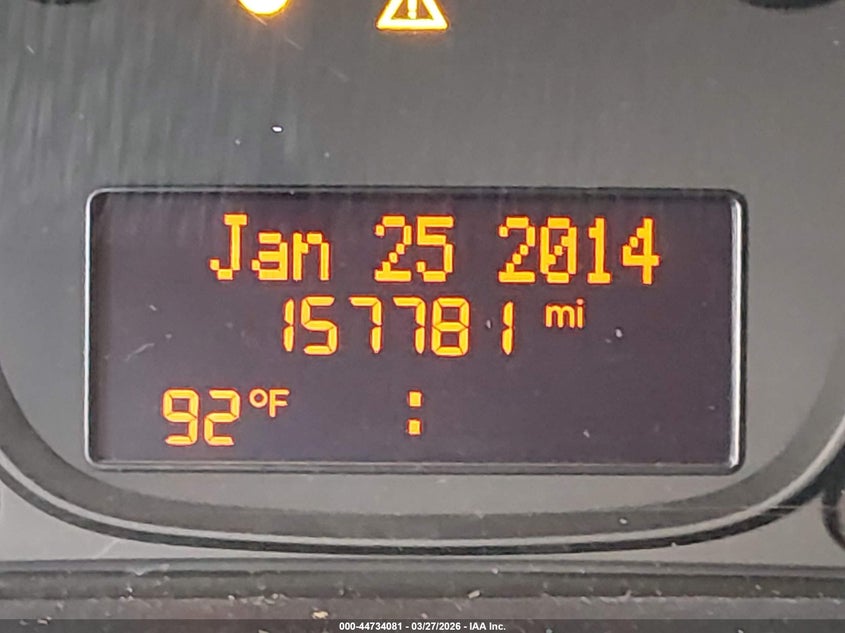 Jan 25 2014
157781 mi
92°F :
000-44734081 - 03/27/2026 - IAA Inc.